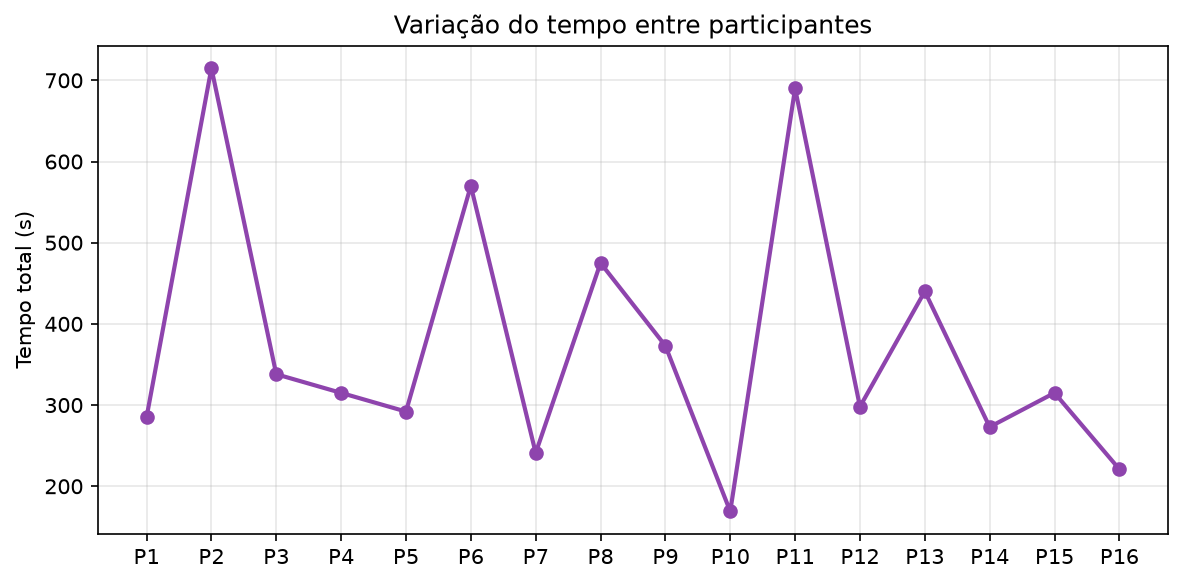 Variação do tempo entre participantes
Tempo total (s)
700
600
500
400
300
200
P1 P2 P3 P4 P5 P6 P7 P8 P9 P10 P11 P12 P13 P14 P15 P16